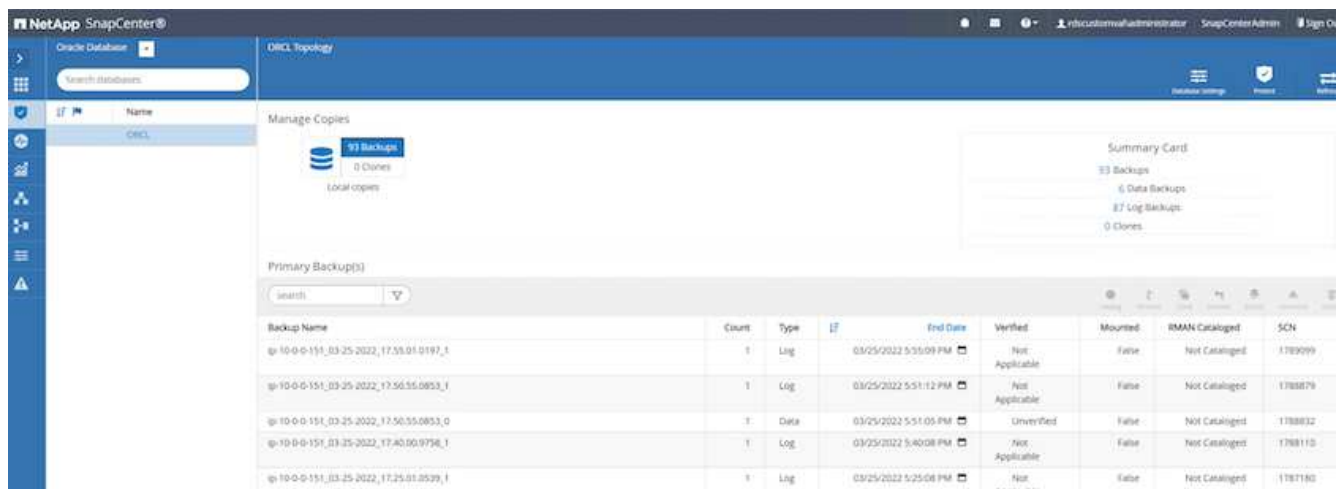 NetApp SnapCenter®
rdscustomvalhadministrator SnapCenterAdmin Sign Ou
Oracle Database
ORCL Topology
Search databases
Database Settings Protect Refresh
Name
ORCL
Manage Copies
93 Backups
0 Clones
Local copies
Summary Card
93 Backups
6 Data Backups
87 Log Backups
0 Clones
Primary Backup(s)
search
Backup Name Count Type End Date Verified Mounted RMAN Cataloged SCN
ip-10-0-0-151_03-25-2022_17.55.01.0197_1 1 Log 03/25/2022 5:55:09 PM Not Applicable False Not Cataloged 1789099
ip-10-0-0-151_03-25-2022_17.50.55.0853_1 1 Log 03/25/2022 5:51:12 PM Not Applicable False Not Cataloged 1788879
ip-10-0-0-151_03-25-2022_17.50.55.0853_0 1 Data 03/25/2022 5:51:05 PM Unverified False Not Cataloged 1788832
ip-10-0-0-151_03-25-2022_17.40.00.9756_1 1 Log 03/25/2022 5:40:08 PM Not Applicable False Not Cataloged 1788110
ip-10-0-0-151_03-25-2022_17.25.01.0539_1 1 Log 03/25/2022 5:25:08 PM Not False Not Cataloged 1787180